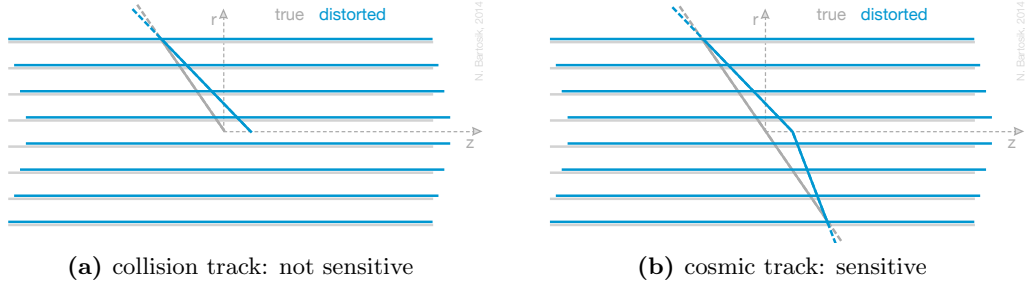 r true distorted
z
N. Bartosik, 2014
(a) collision track: not sensitive
r true distorted
z
N. Bartosik, 2014
(b) cosmic track: sensitive